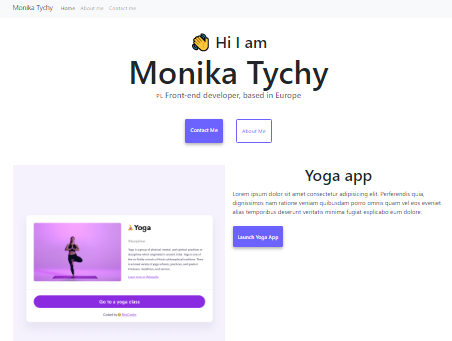 Monika Tychy Home About me Contact me
👋 Hi I am
Monika Tychy
PL Front-end developer, based in Europe
Contact Me About Me
Yoga app
Lorem ipsum dolor sit amet consectetur adipisicing elit. Perferendis quia,
dignissimos nam ratione veniam quibusdam porro omnis quam vel eos eveniet
alias temporibus deserunt veritatis minima fugiat explicabo eum dolore.
Launch Yoga App
Yoga
Go to a yoga class